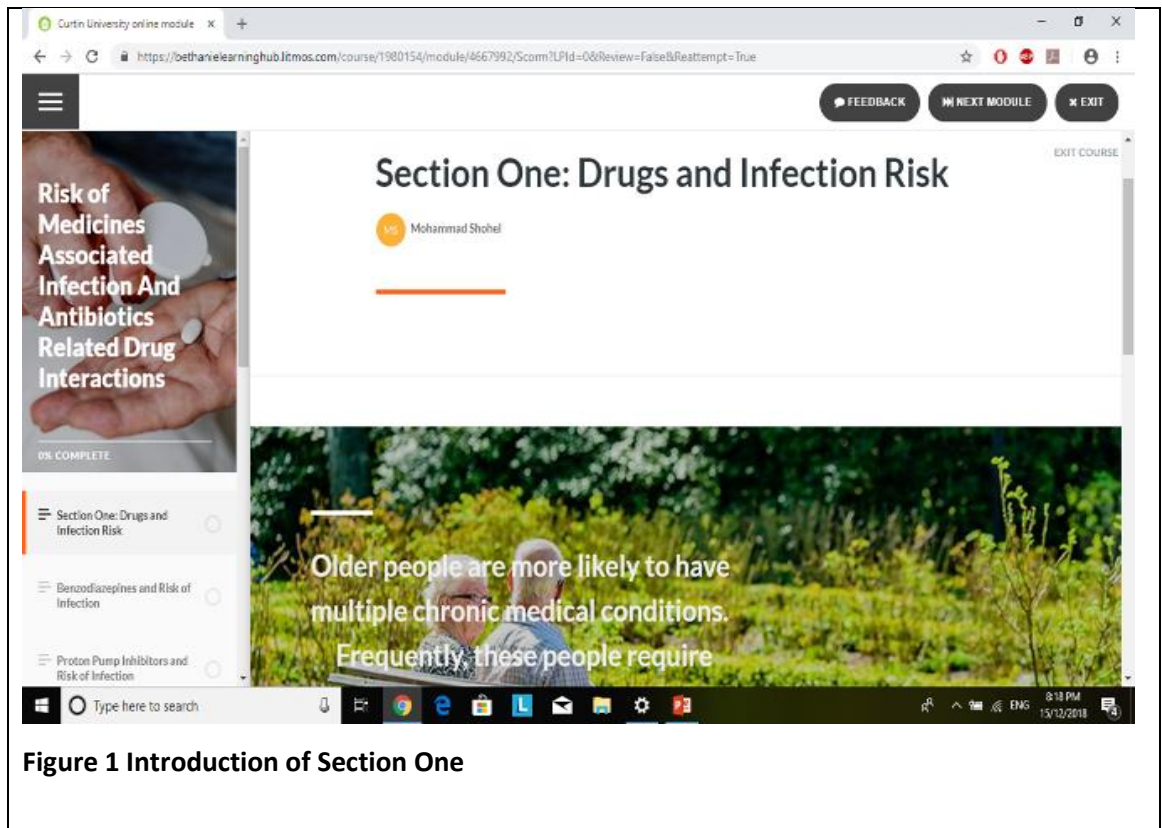 Curtin University online module
https://bethanielearninghub.litmos.com/course/1980154/module/4667992/Scorm?LPId=0&Review=False&Reattempt=True
FEEDBACK
NEXT MODULE
EXIT
EXIT COURSE
Risk of
Medicines
Associated
Infection And
Antibiotics
Related Drug
Interactions
0% COMPLETE
Section One: Drugs and
Infection Risk
Benzodiazepines and Risk of
Infection
Proton Pump Inhibitors and
Risk of Infection
Section One: Drugs and Infection Risk
MS Mohammad Shohel
Older people are more likely to have
multiple chronic medical conditions.
Frequently, these people require
Type here to search
ENG
8:18 PM
15/12/2018
Figure 1 Introduction of Section One